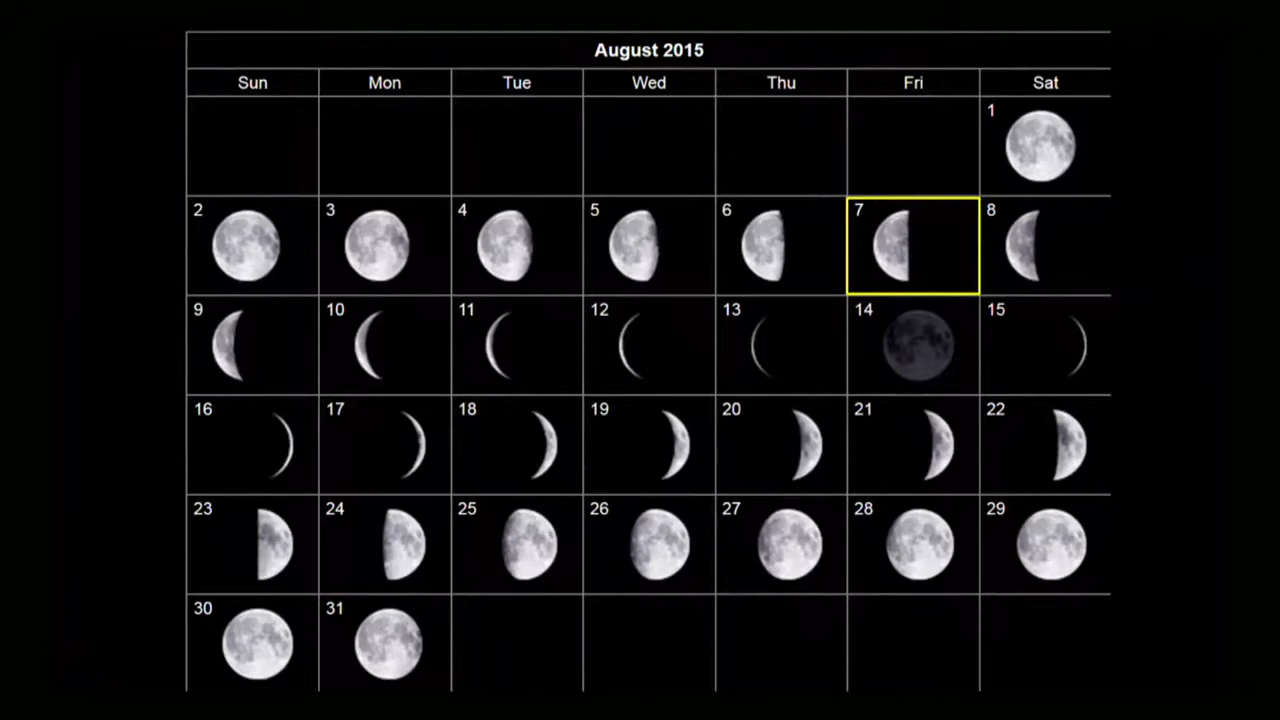 August 2015
Sun Mon Tue Wed Thu Fri Sat
1
2 3 4 5 6 7 8
9 10 11 12 13 14 15
16 17 18 19 20 21 22
23 24 25 26 27 28 29
30 31